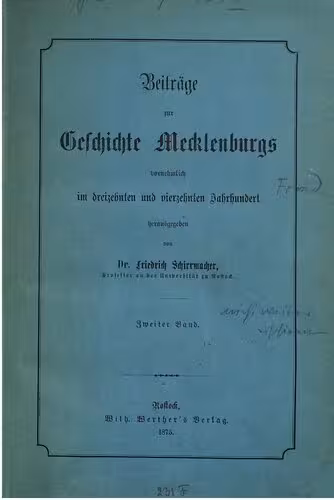 Beiträge
zur
Geschichte Mecklenburgs
vornehmlich
im dreizehnten und vierzehnten Jahrhundert
herausgegeben
von
Dr. Friedrich Schirrmacher,
Professor an der Universität zu Rostock.
Zweiter Band.
Rostock,
Wilh. Werther's Verlag.
1875.